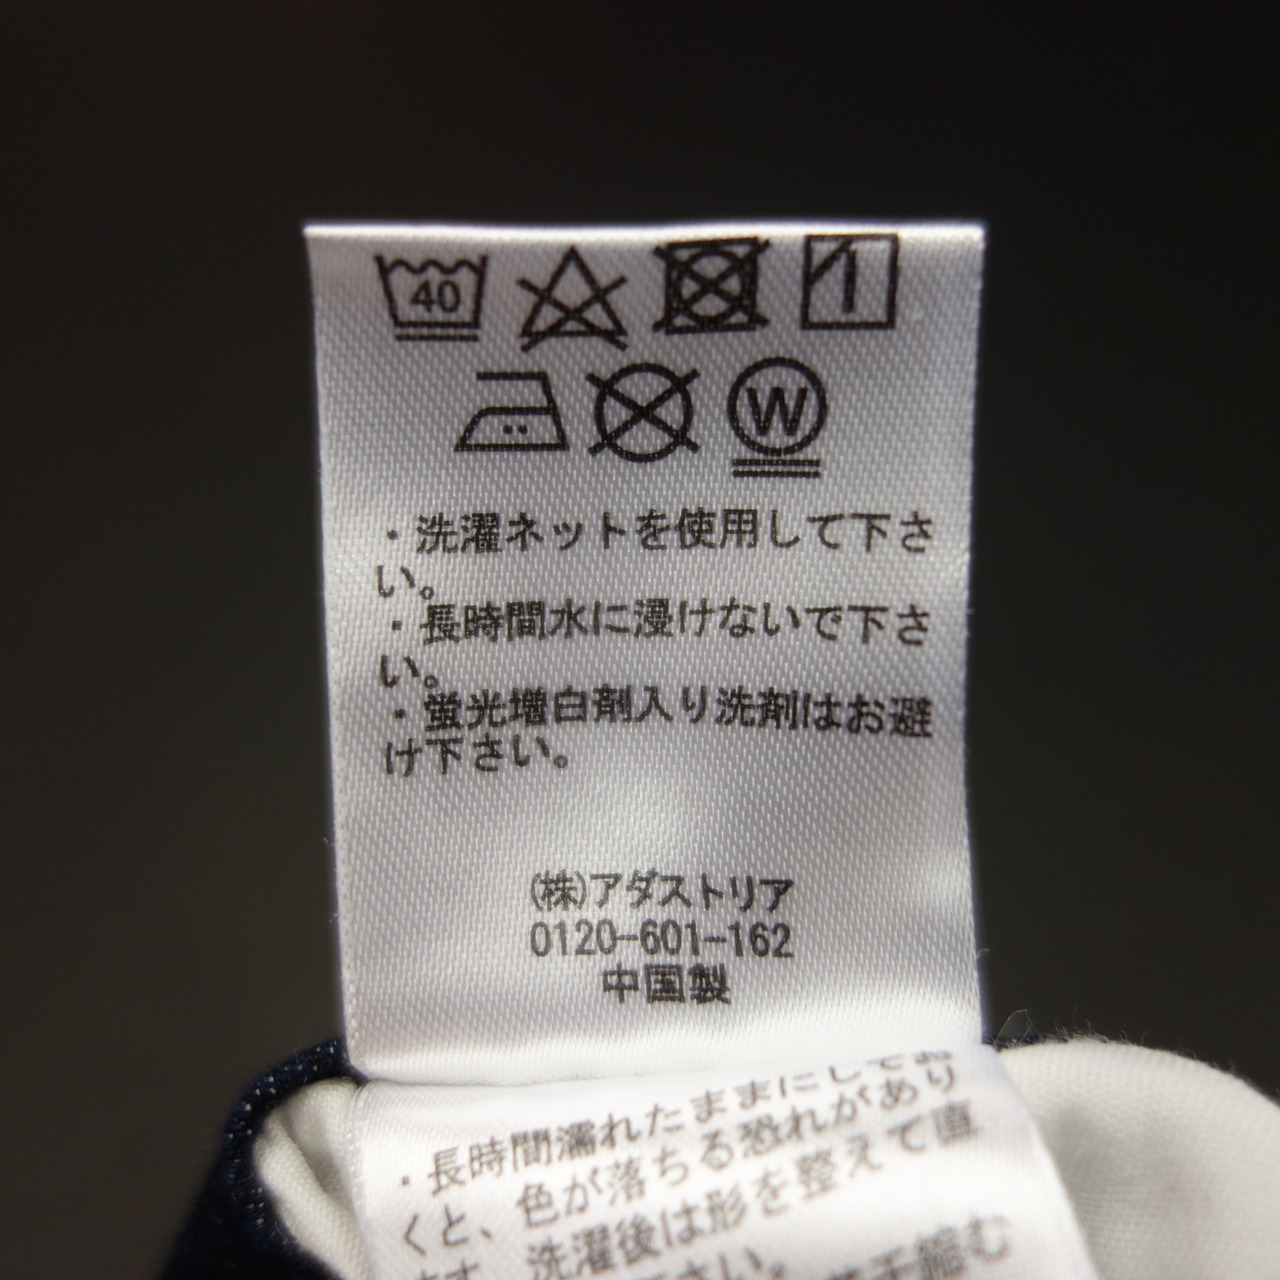 40
W
・洗濯ネットを使用して下さ
い。
・長時間水に浸けないで下さ
い。
・蛍光増白剤入り洗剤はお避
け下さい。
(株)アダストリア
0120-601-162
中国製
・長時間濡れたままにしてお
くと、色が落ちる恐れがあり
ます。洗濯後は形を整えて直
さい。